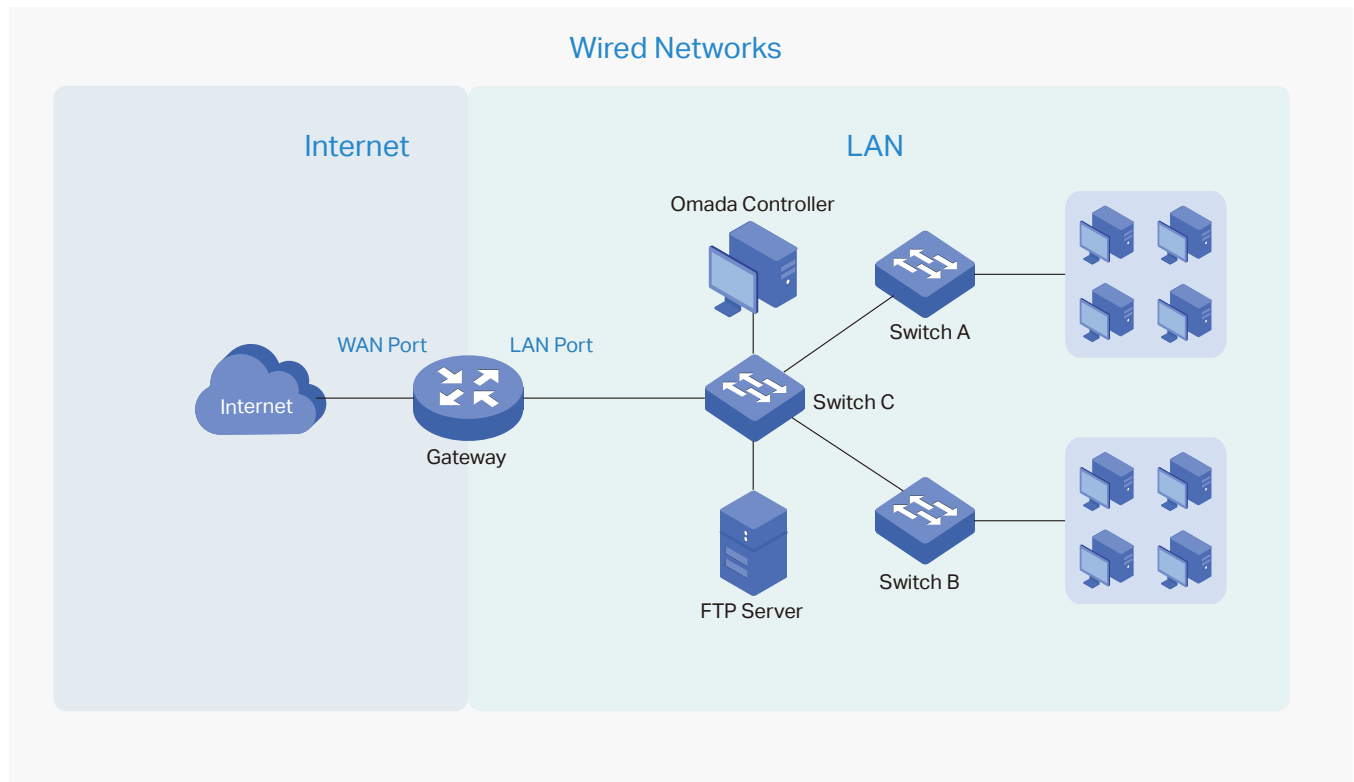 Wired Networks
Internet
LAN
Omada Controller
Switch A
WAN Port
LAN Port
Internet
Switch C
Gateway
Switch B
FTP Server